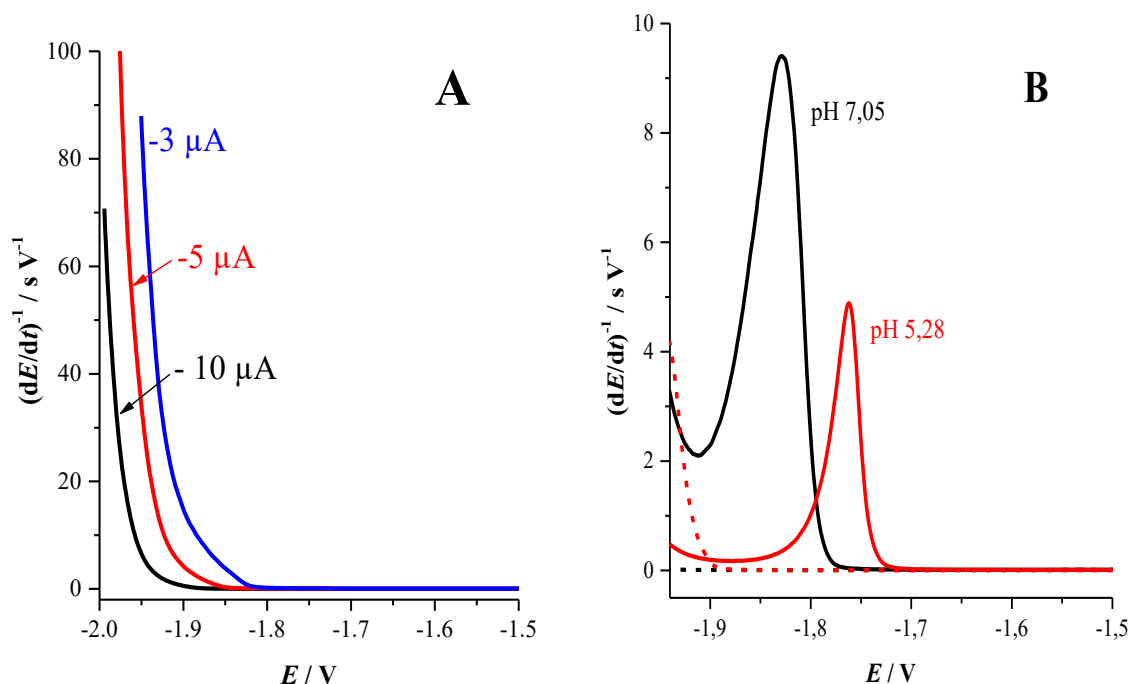 A
100
80
60
40
20
0
-3 µA
-5 µA
- 10 µA
-2.0 -1.9 -1.8 -1.7 -1.6 -1.5
E / V
(dE/dt)⁻¹ / s V⁻¹
B
10
8
6
4
2
0
pH 7,05
pH 5,28
-1,9 -1,8 -1,7 -1,6 -1,5
E / V
(dE/dt)⁻¹ / s V⁻¹